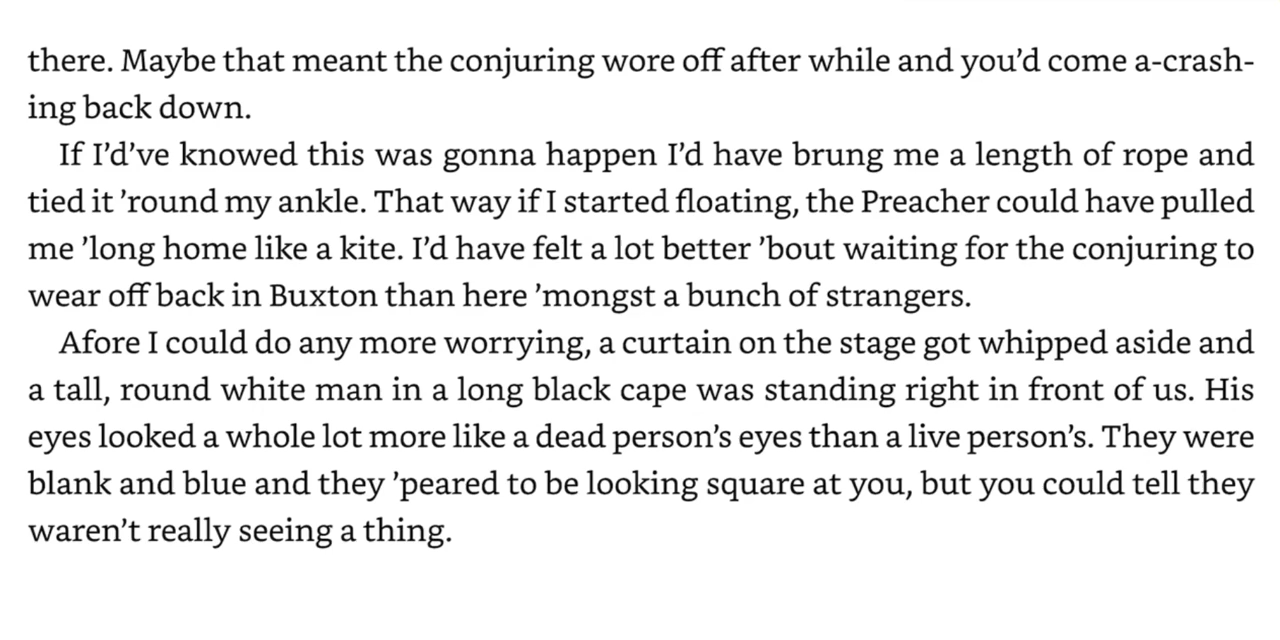 there. Maybe that meant the conjuring wore off after while and you’d come a-crash-
ing back down.
If I’d’ve knowed this was gonna happen I’d have brung me a length of rope and
tied it ’round my ankle. That way if I started floating, the Preacher could have pulled
me ’long home like a kite. I’d have felt a lot better ’bout waiting for the conjuring to
wear off back in Buxton than here ’mongst a bunch of strangers.
Afore I could do any more worrying, a curtain on the stage got whipped aside and
a tall, round white man in a long black cape was standing right in front of us. His
eyes looked a whole lot more like a dead person’s eyes than a live person’s. They were
blank and blue and they ’peared to be looking square at you, but you could tell they
waren’t really seeing a thing.